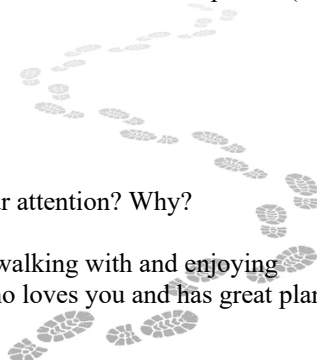 r attention? Why?
walking with and enjoying
o loves you and has great plan